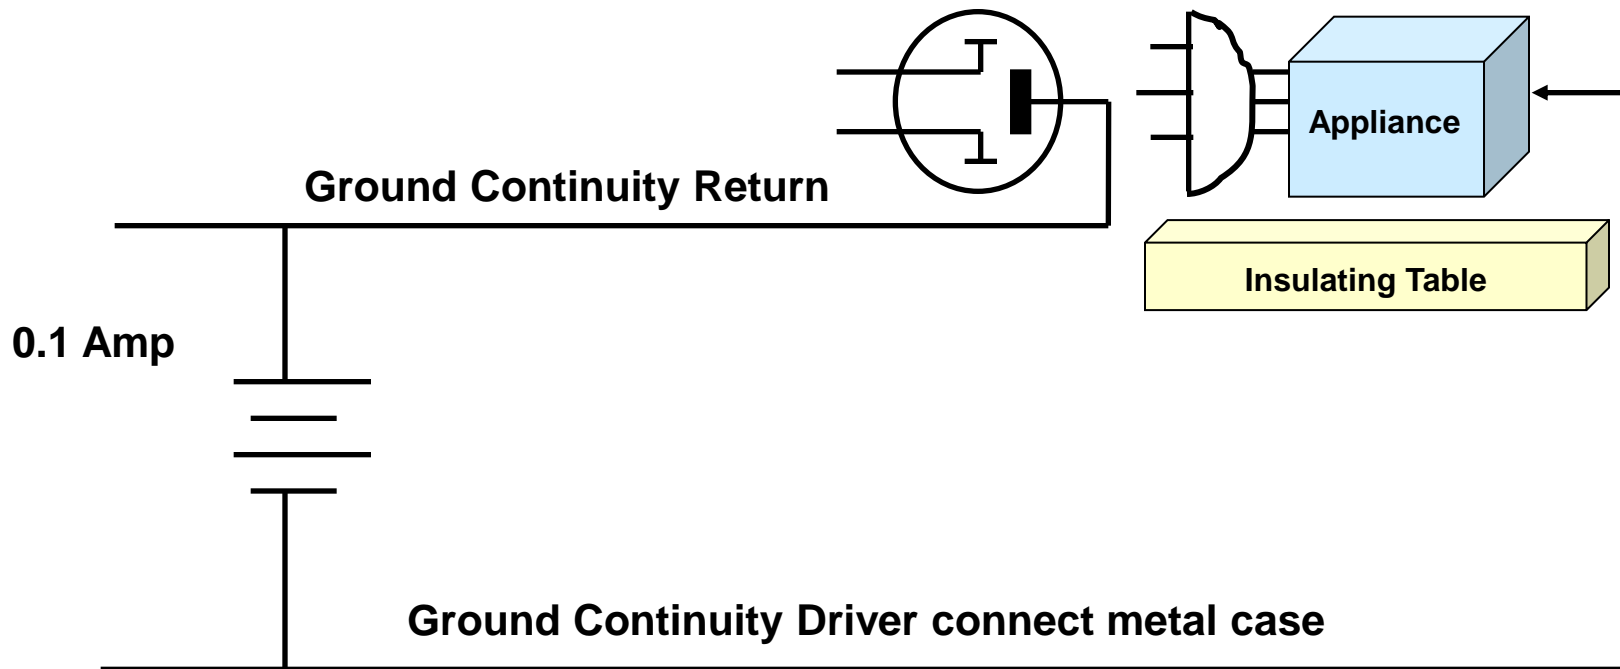 Appliance
Ground Continuity Return
Insulating Table
0.1 Amp
Ground Continuity Driver connect metal case